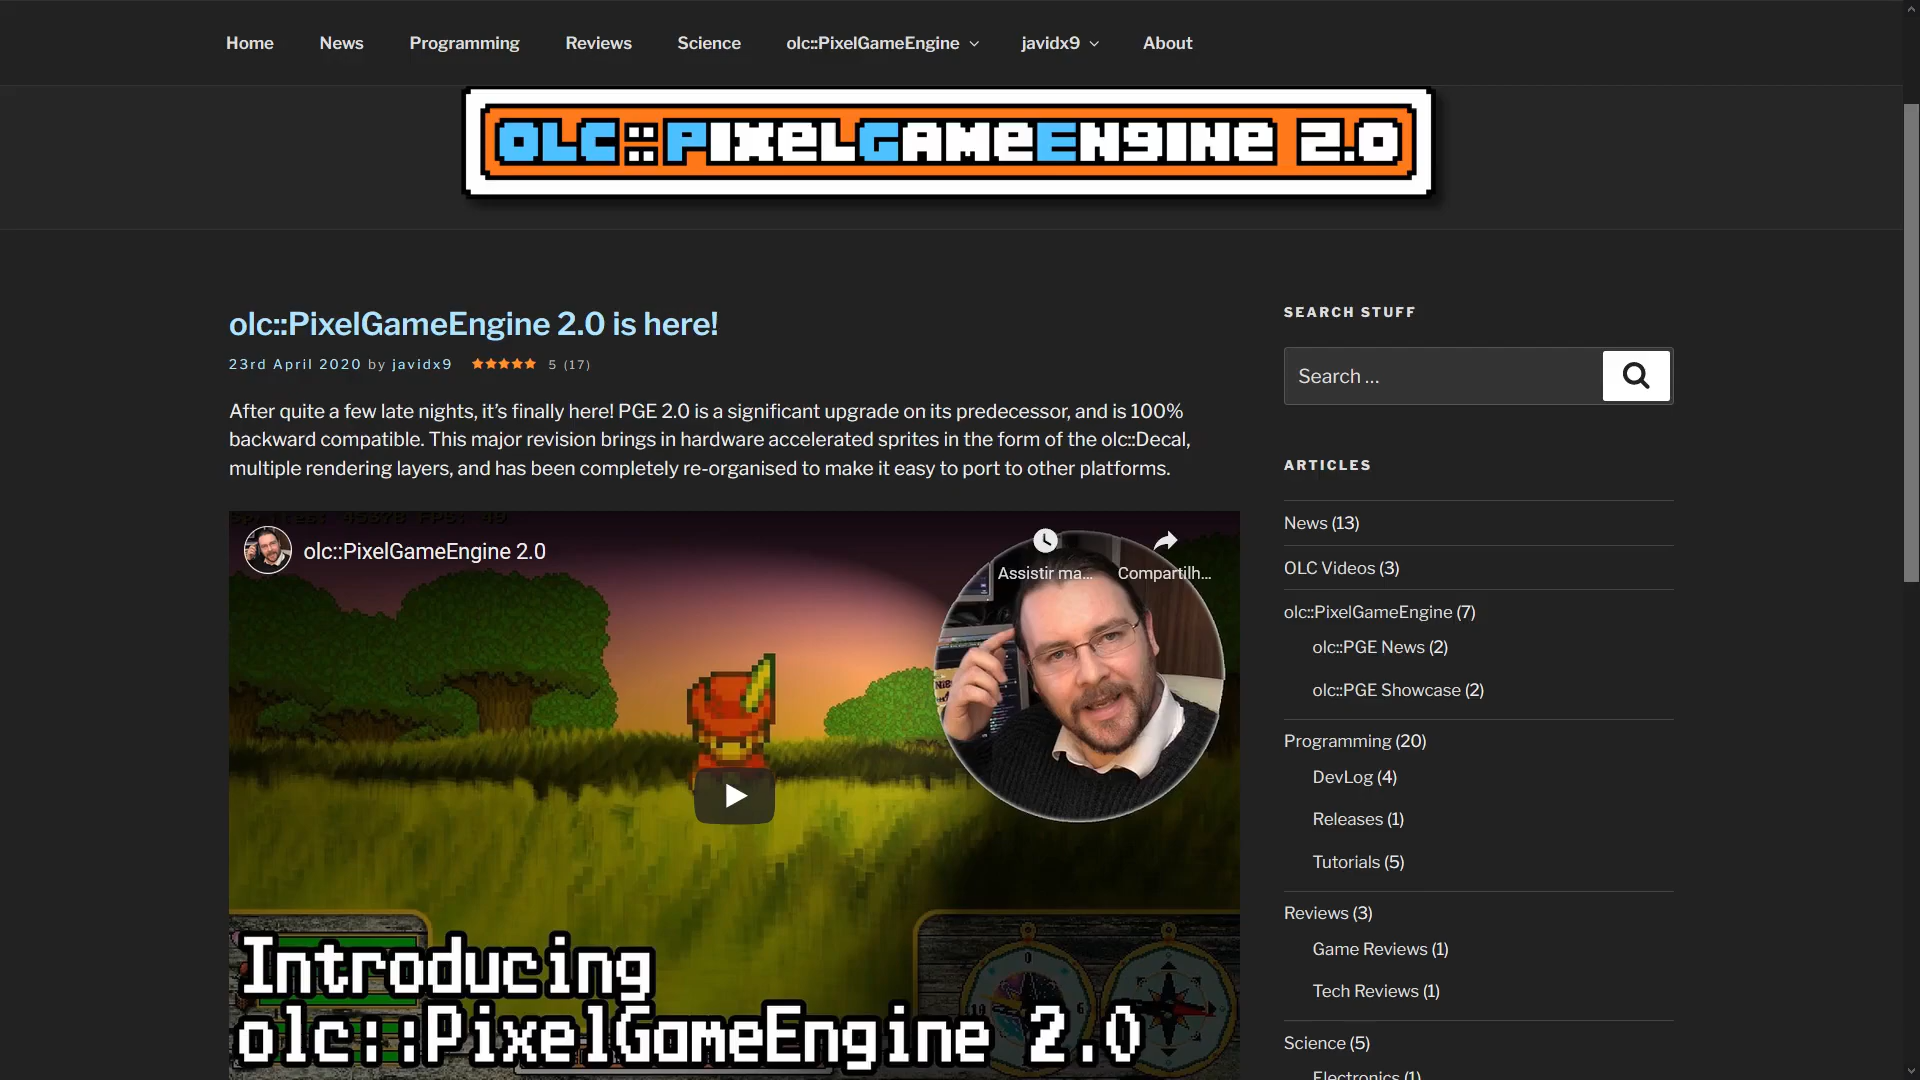 Home News Programming Reviews Science olc::PixelGameEngine javidx9 About
OLC::PixelGameEngine 2.0
olc::PixelGameEngine 2.0 is here!
23rd April 2020 by javidx9 5 (17)
After quite a few late nights, it’s finally here! PGE 2.0 is a significant upgrade on its predecessor, and is 100%
backward compatible. This major revision brings in hardware accelerated sprites in the form of the olc::Decal,
multiple rendering layers, and has been completely re-organised to make it easy to port to other platforms.
Sprites: 45378 FPS: 49
olc::PixelGameEngine 2.0
Assistir ma...
Compartilh...
Introducing
olc::PixelGameEngine 2.0
SEARCH STUFF
Search …
ARTICLES
News (13)
OLC Videos (3)
olc::PixelGameEngine (7)
olc::PGE News (2)
olc::PGE Showcase (2)
Programming (20)
DevLog (4)
Releases (1)
Tutorials (5)
Reviews (3)
Game Reviews (1)
Tech Reviews (1)
Science (5)
Electronics (1)